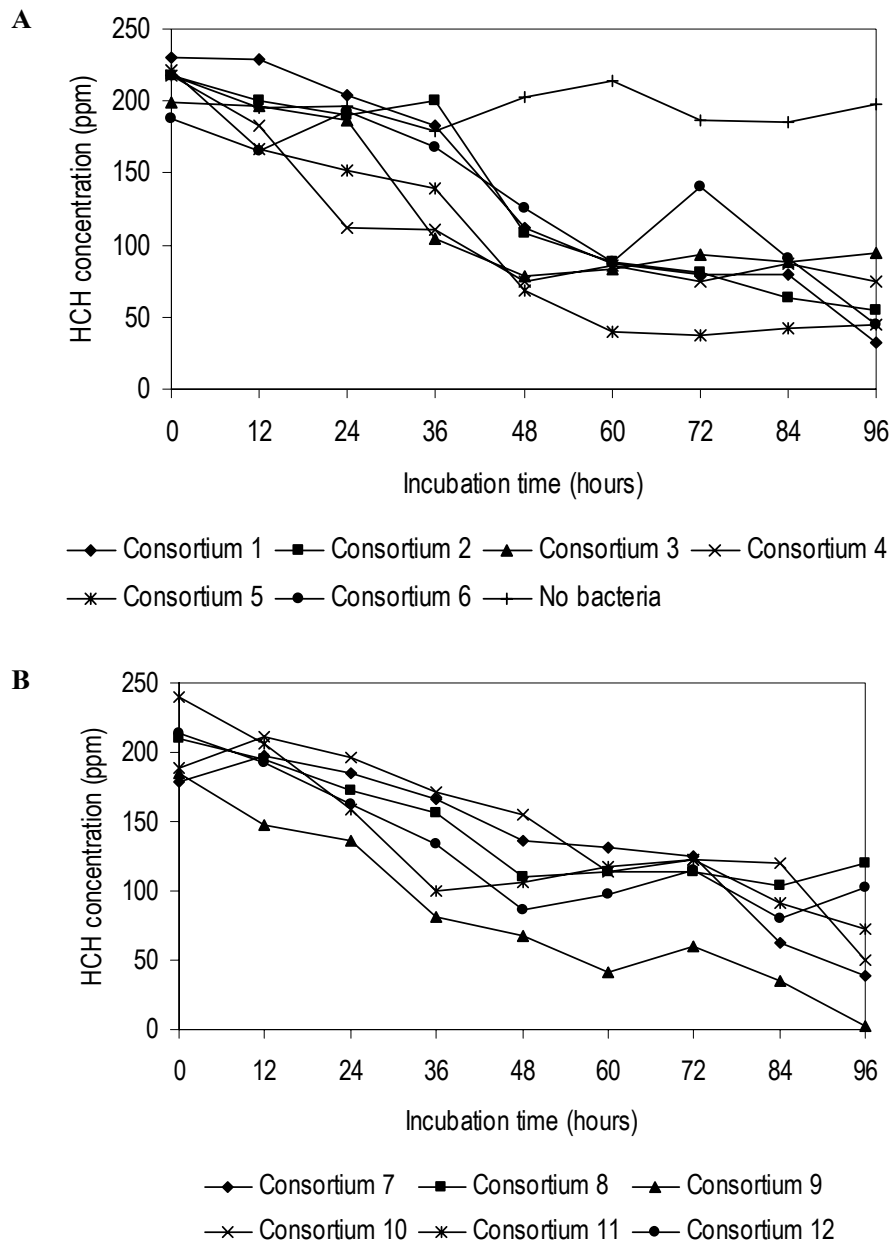 A
HCH concentration (ppm)
250
200
150
100
50
0
0 12 24 36 48 60 72 84 96
Incubation time (hours)
Consortium 1 Consortium 2 Consortium 3 Consortium 4
Consortium 5 Consortium 6 No bacteria
B
HCH concentration (ppm)
250
200
150
100
50
0
0 12 24 36 48 60 72 84 96
Incubation time (hours)
Consortium 7 Consortium 8 Consortium 9
Consortium 10 Consortium 11 Consortium 12